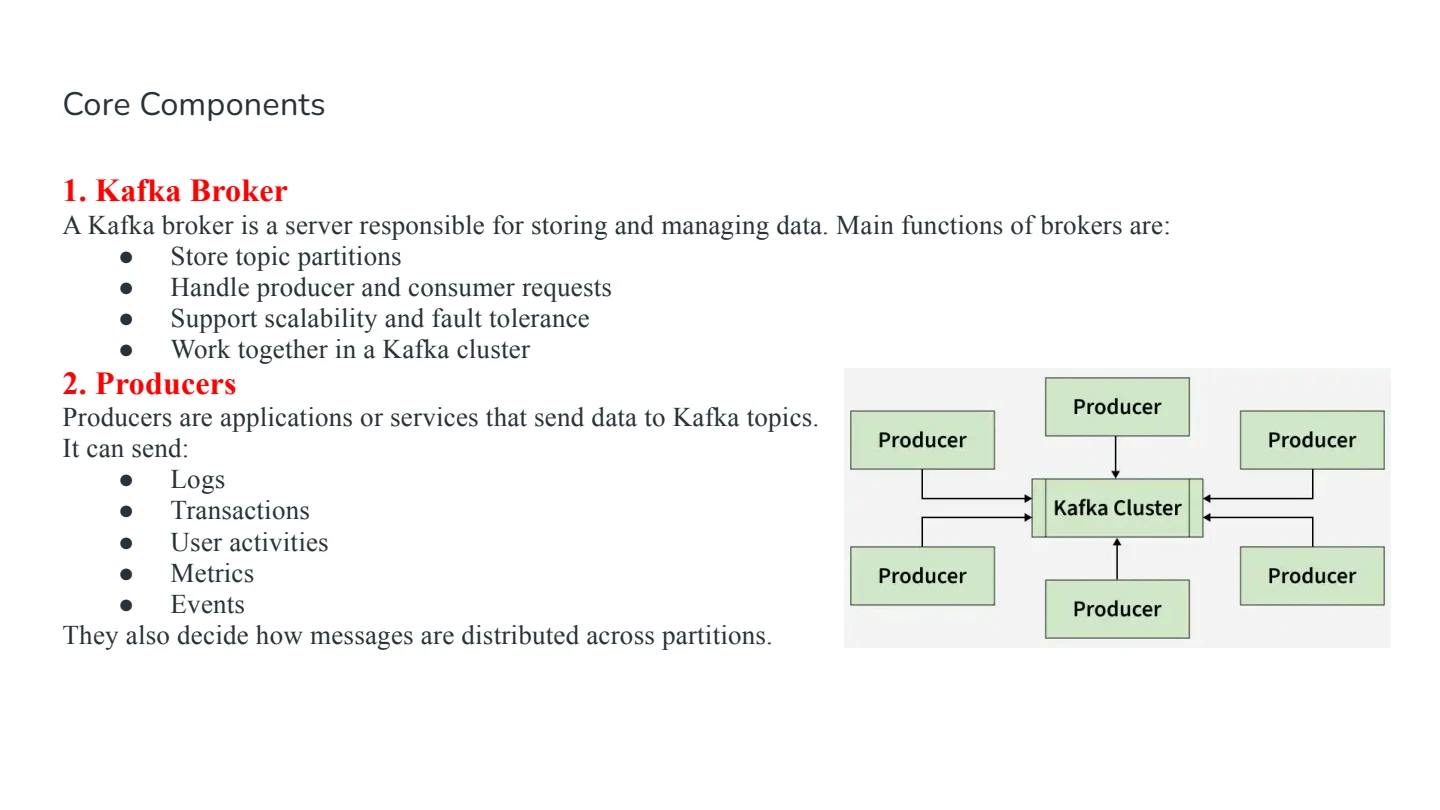 Core Components
1. Kafka Broker
A Kafka broker is a server responsible for storing and managing data. Main functions of brokers are:
● Store topic partitions
● Handle producer and consumer requests
● Support scalability and fault tolerance
● Work together in a Kafka cluster
2. Producers
Producers are applications or services that send data to Kafka topics.
It can send:
● Logs
● Transactions
● User activities
● Metrics
● Events
They also decide how messages are distributed across partitions.
Producer
Producer
Producer
Kafka Cluster
Producer
Producer
Producer